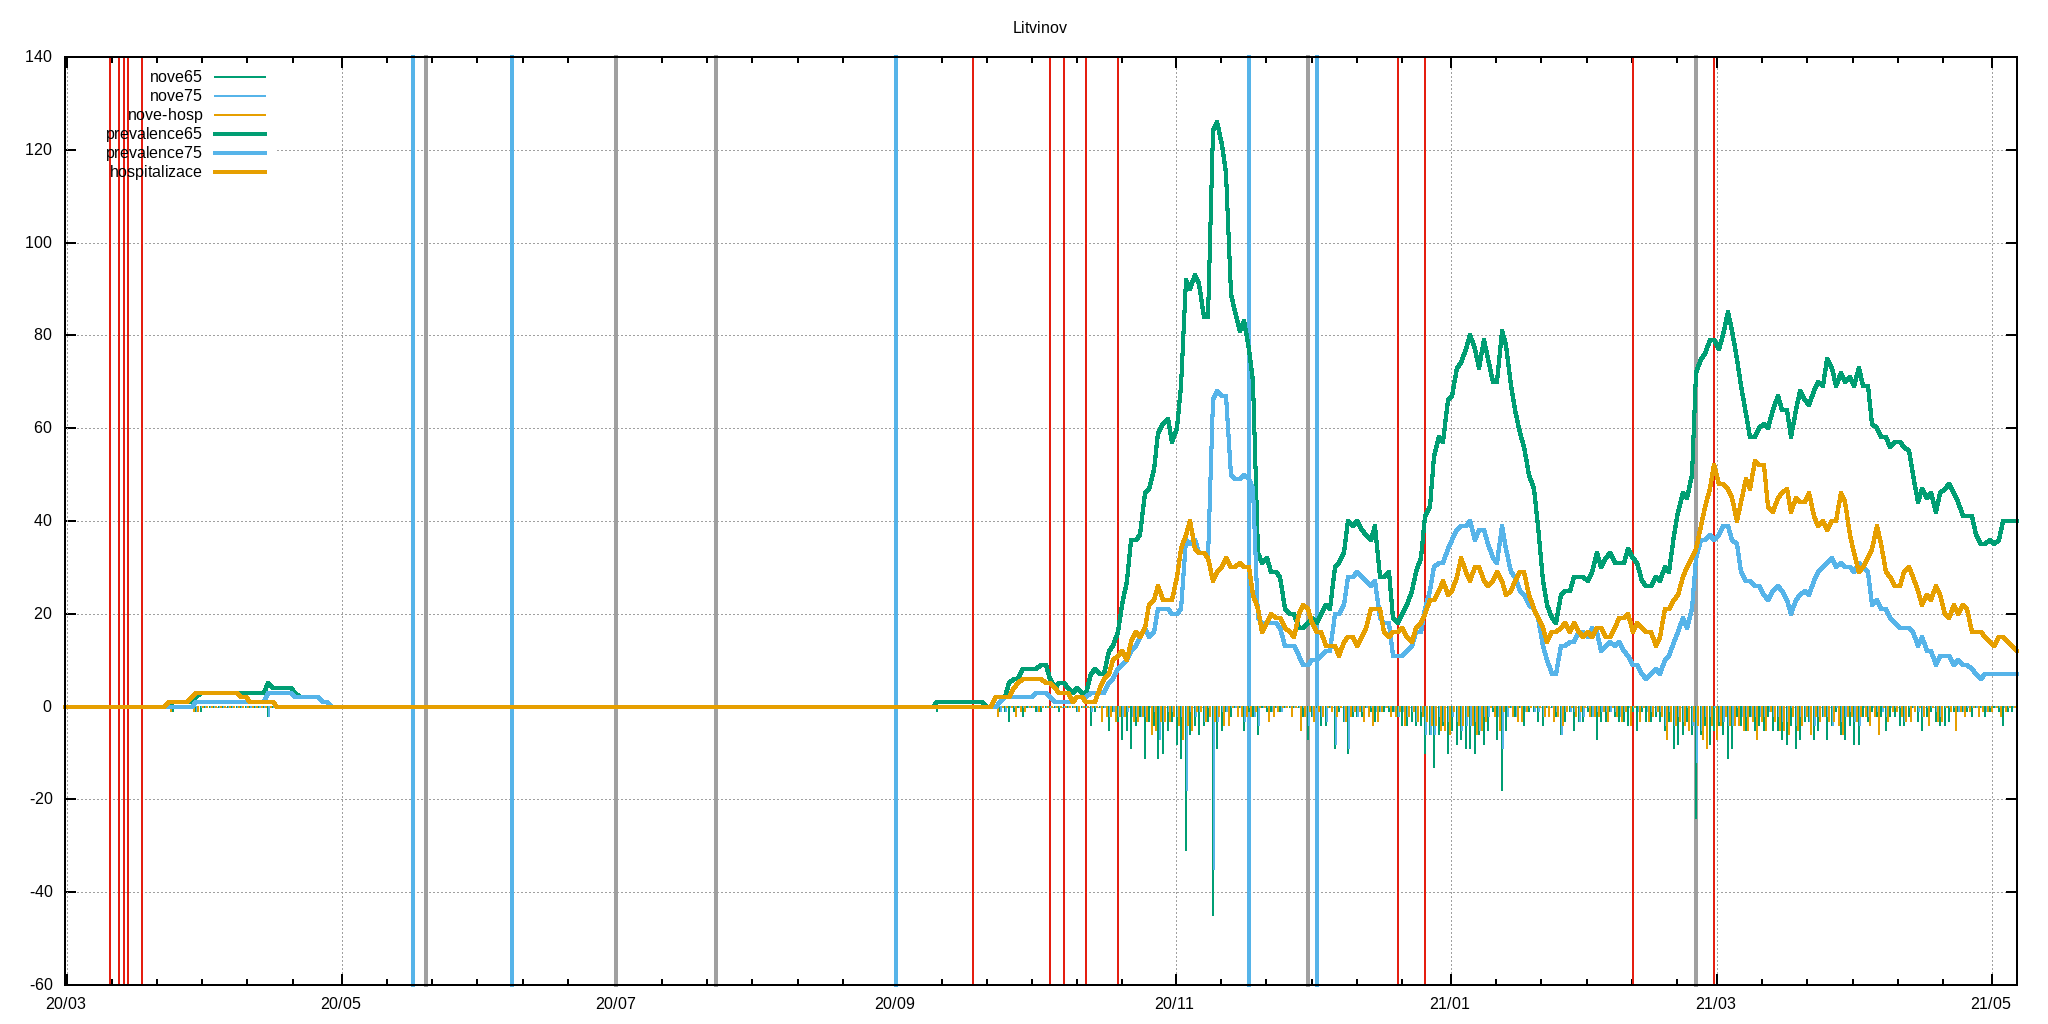 Litvinov
140
120
100
80
60
40
20
0
-20
-40
-60
nove65
nove75
nove-hosp
prevalence65
prevalence75
hospitalizace
20/03 20/05 20/07 20/09 20/11 21/01 21/03 21/05